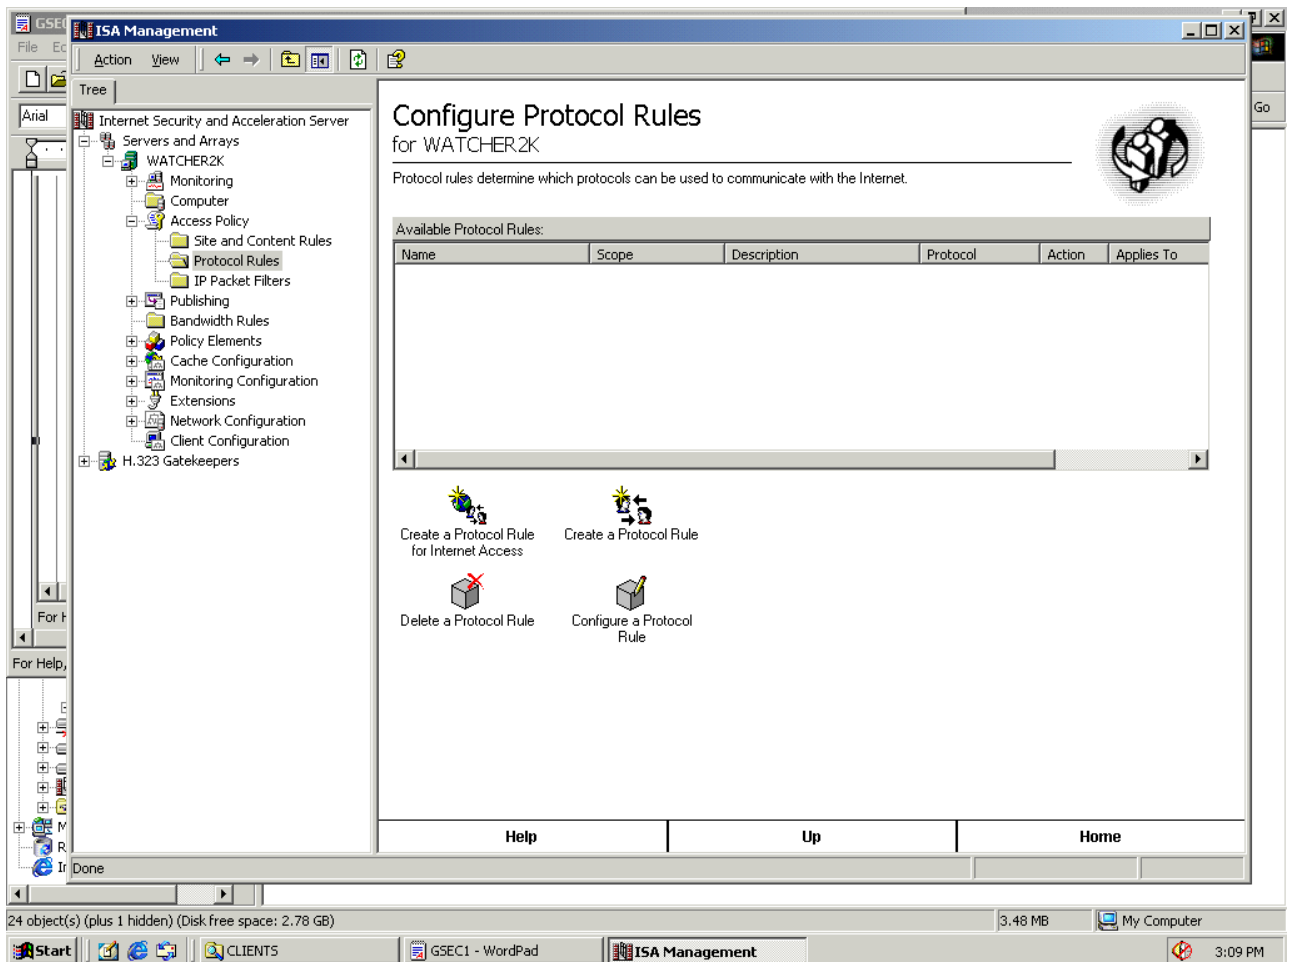 GSEC
ISA Management
File Ed
Action View
Tree
Arial
Go
Internet Security and Acceleration Server
Servers and Arrays
WATCHER2K
Monitoring
Computer
Access Policy
Site and Content Rules
Protocol Rules
IP Packet Filters
Publishing
Bandwidth Rules
Policy Elements
Cache Configuration
Monitoring Configuration
Extensions
Network Configuration
Client Configuration
H.323 Gatekeepers
Configure Protocol Rules
for WATCHER2K
Protocol rules determine which protocols can be used to communicate with the Internet.
Available Protocol Rules:
Name Scope Description Protocol Action Applies To
Create a Protocol Rule for Internet Access
Create a Protocol Rule
Delete a Protocol Rule
Configure a Protocol Rule
For H
For Help,
M
R
In
Help Up Home
Done
24 object(s) (plus 1 hidden) (Disk free space: 2.78 GB) 3.48 MB My Computer
Start CLIENTS GSEC1 - WordPad ISA Management 3:09 PM